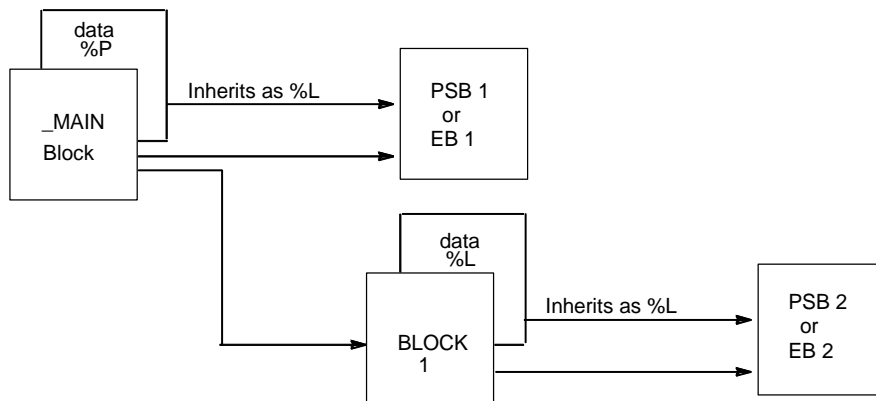 data
%P
_MAIN
Block
Inherits as %L
PSB 1
or
EB 1
data
%L
BLOCK
1
Inherits as %L
PSB 2
or
EB 2